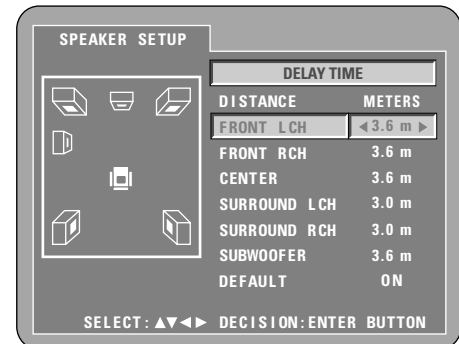 SPEAKER SETUP
DELAY TIME
DISTANCE METERS
FRONT LCH ◀3.6 m▶
FRONT RCH 3.6 m
CENTER 3.6 m
SURROUND LCH 3.0 m
SURROUND RCH 3.0 m
SUBWOOFER 3.6 m
DEFAULT ON
SELECT:▲▼◀▶ DECISION:ENTER BUTTON